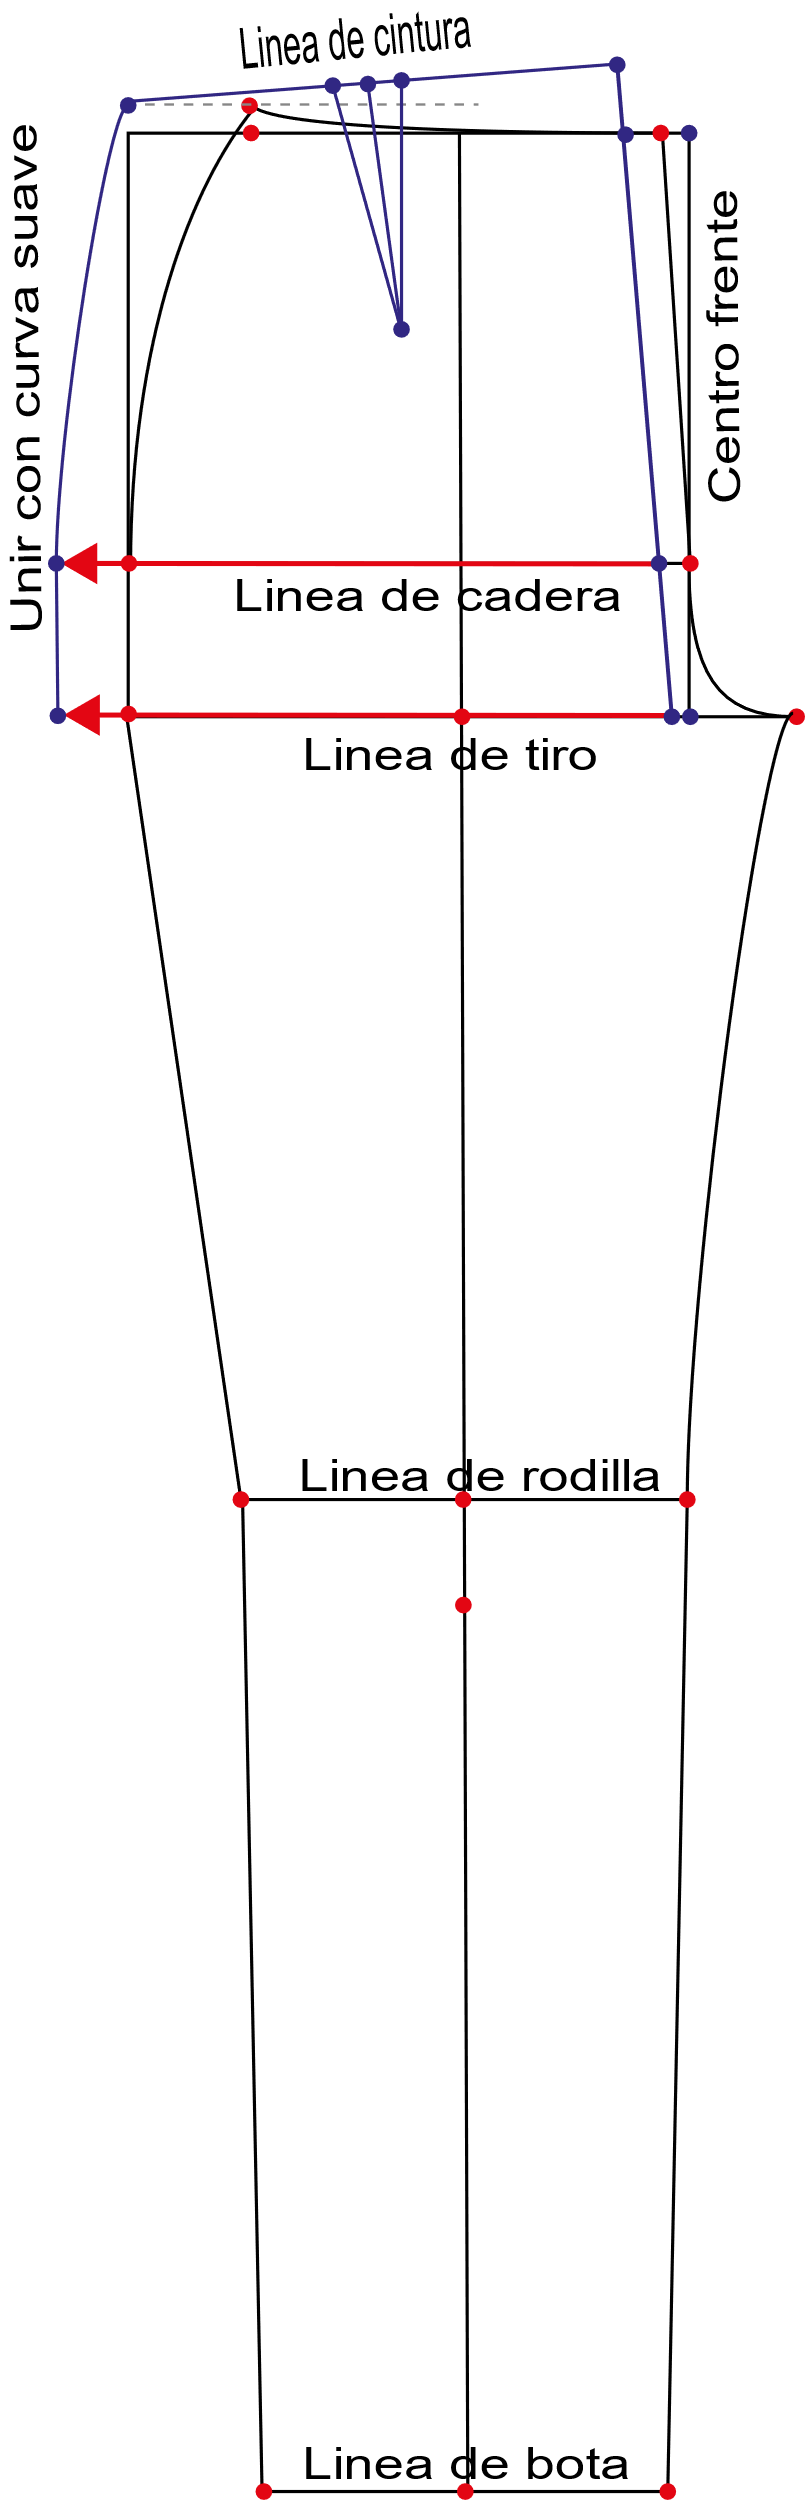 Linea de cintura
Unir con curva suave
Centro frente
Linea de cadera
Linea de tiro
Linea de rodilla
Linea de bota